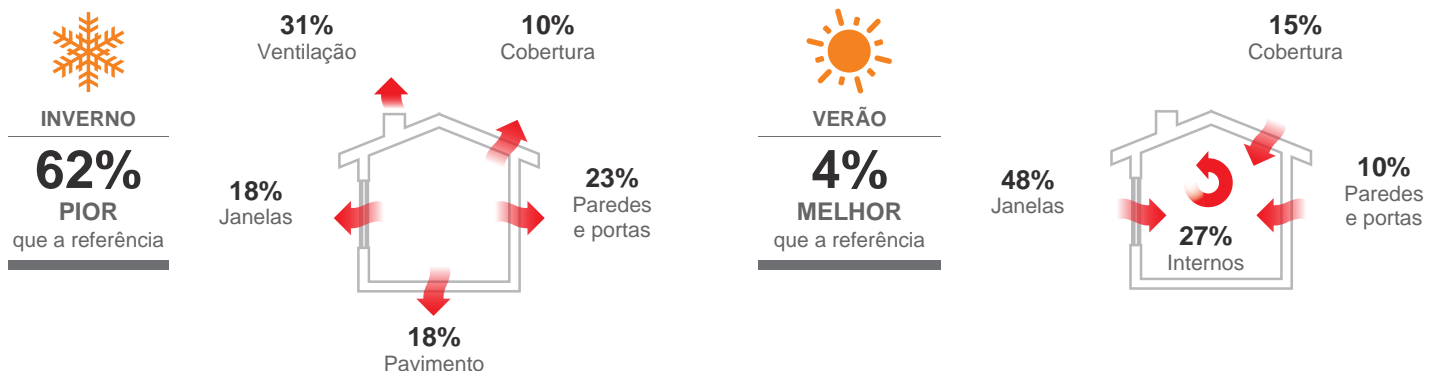 INVERNO
62%
PIOR
que a referência
31%
Ventilação
10%
Cobertura
18%
Janelas
23%
Paredes
e portas
18%
Pavimento
VERÃO
4%
MELHOR
que a referência
15%
Cobertura
48%
Janelas
10%
Paredes
e portas
27%
Internos